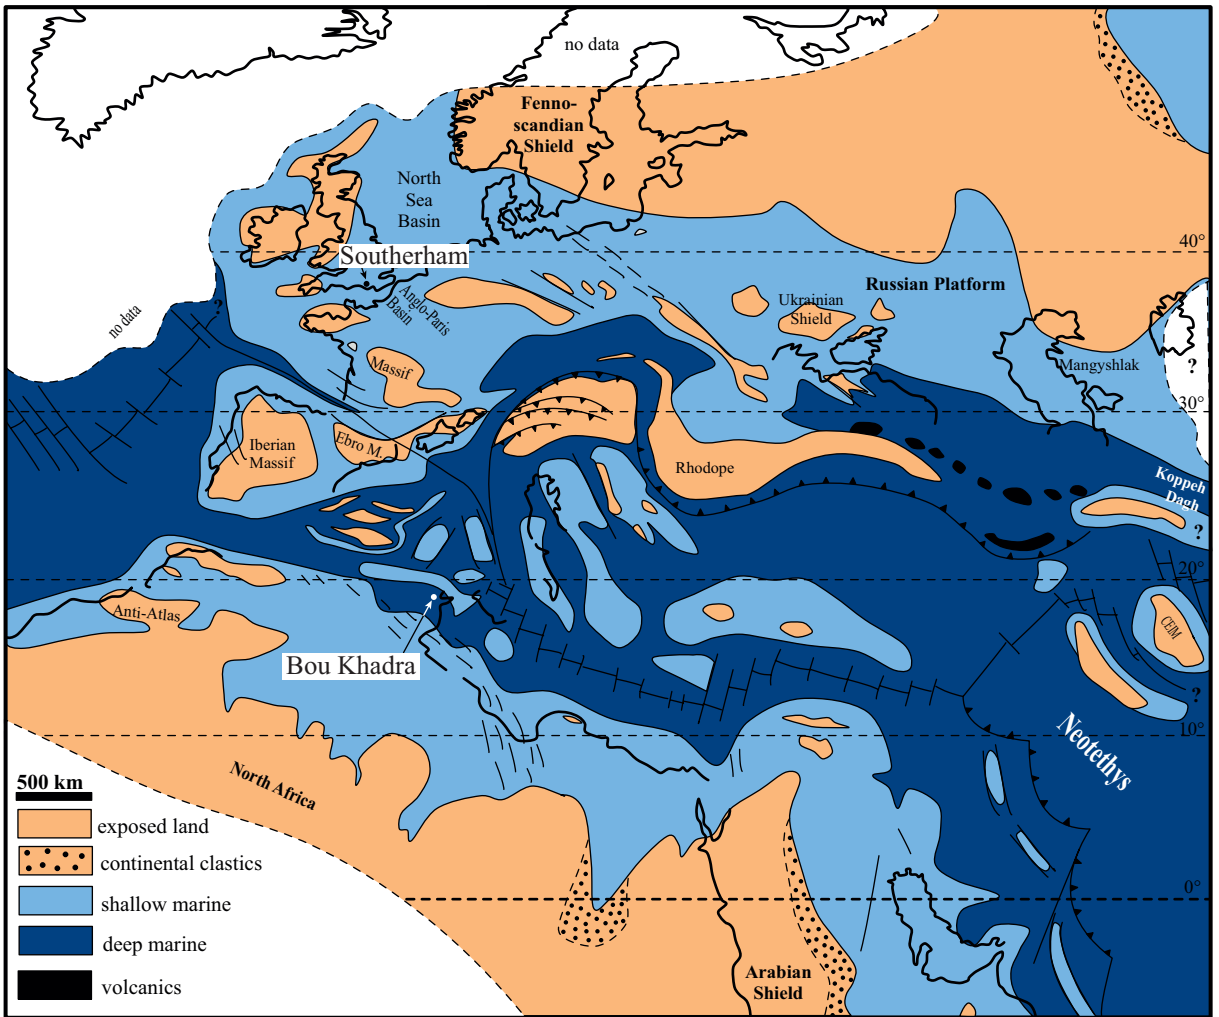 no data
Fenno-
scandian
Shield
North
Sea
Basin
40°
Southerham
Russian Platform
Anglo-Paris
Basin
Ukrainian
Shield
no data
?
Massif
Mangyshlak
?
30°
Iberian
Massif
Ebro M.
Rhodope
Koppeh
Dagh
?
20°
Anti-Atlas
CEIM
Bou Khadra
?
Neotethys
10°
North Africa
500 km
exposed land
continental clastics
shallow marine
0°
deep marine
Arabian
Shield
volcanics